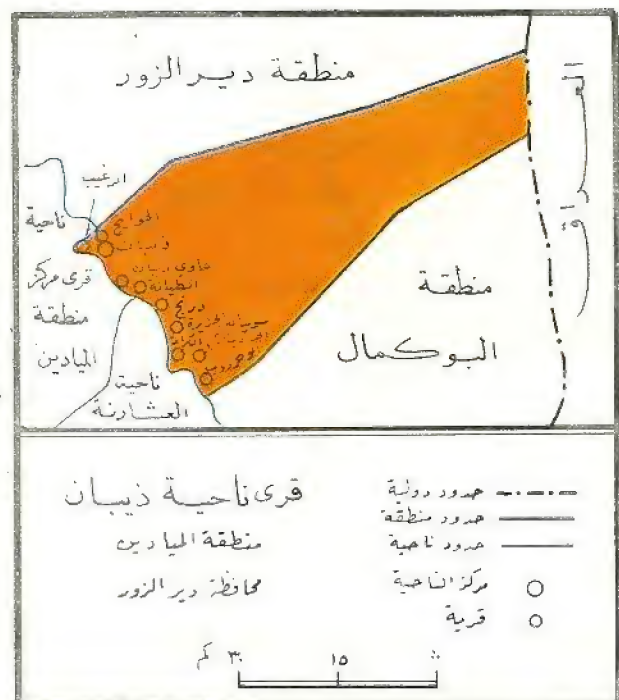 منطقة دير الزور
العراق
الرغيب
ناحية
الحوايج
ذيبان
قرى مركز
منطقة
الميادين
الطيانة
درنج
سويدان جزيرة
منطقة
البوكمال
ناحية
العشارة
قرى ناحية ذيبان
منطقة الميادين
محافظة دير الزور
حدود دولية
حدود منطقة
حدود ناحية
مركز الناحية
قرية
٣٠ كم
١٥